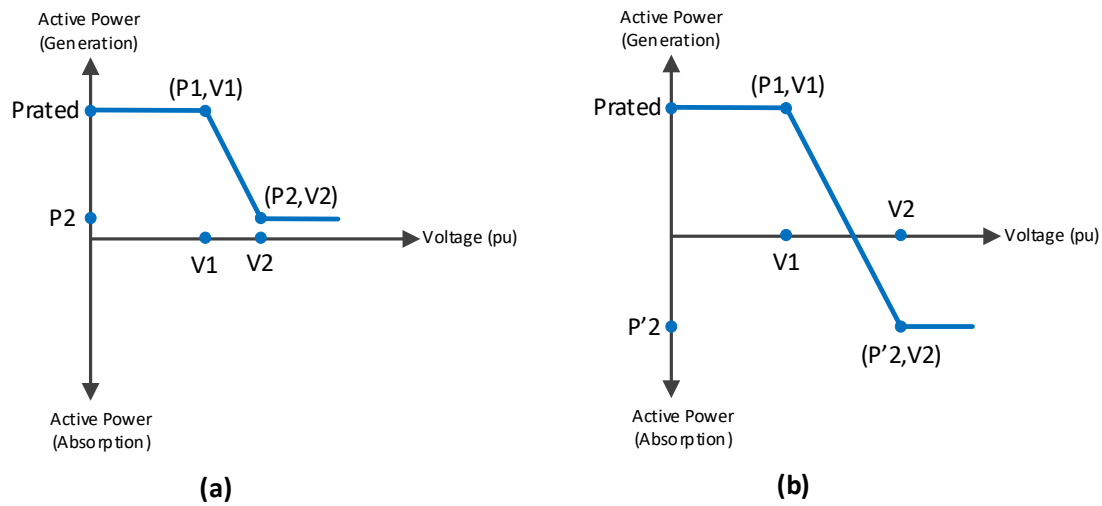 Active Power
(Generation)
Prated
(P1,V1)
(P2,V2)
P2
V1
V2
Voltage (pu)
Active Power
(Absorption)
(a)
Active Power
(Generation)
Prated
(P1,V1)
V2
Voltage (pu)
V1
P'2
(P'2,V2)
Active Power
(Absorption)
(b)